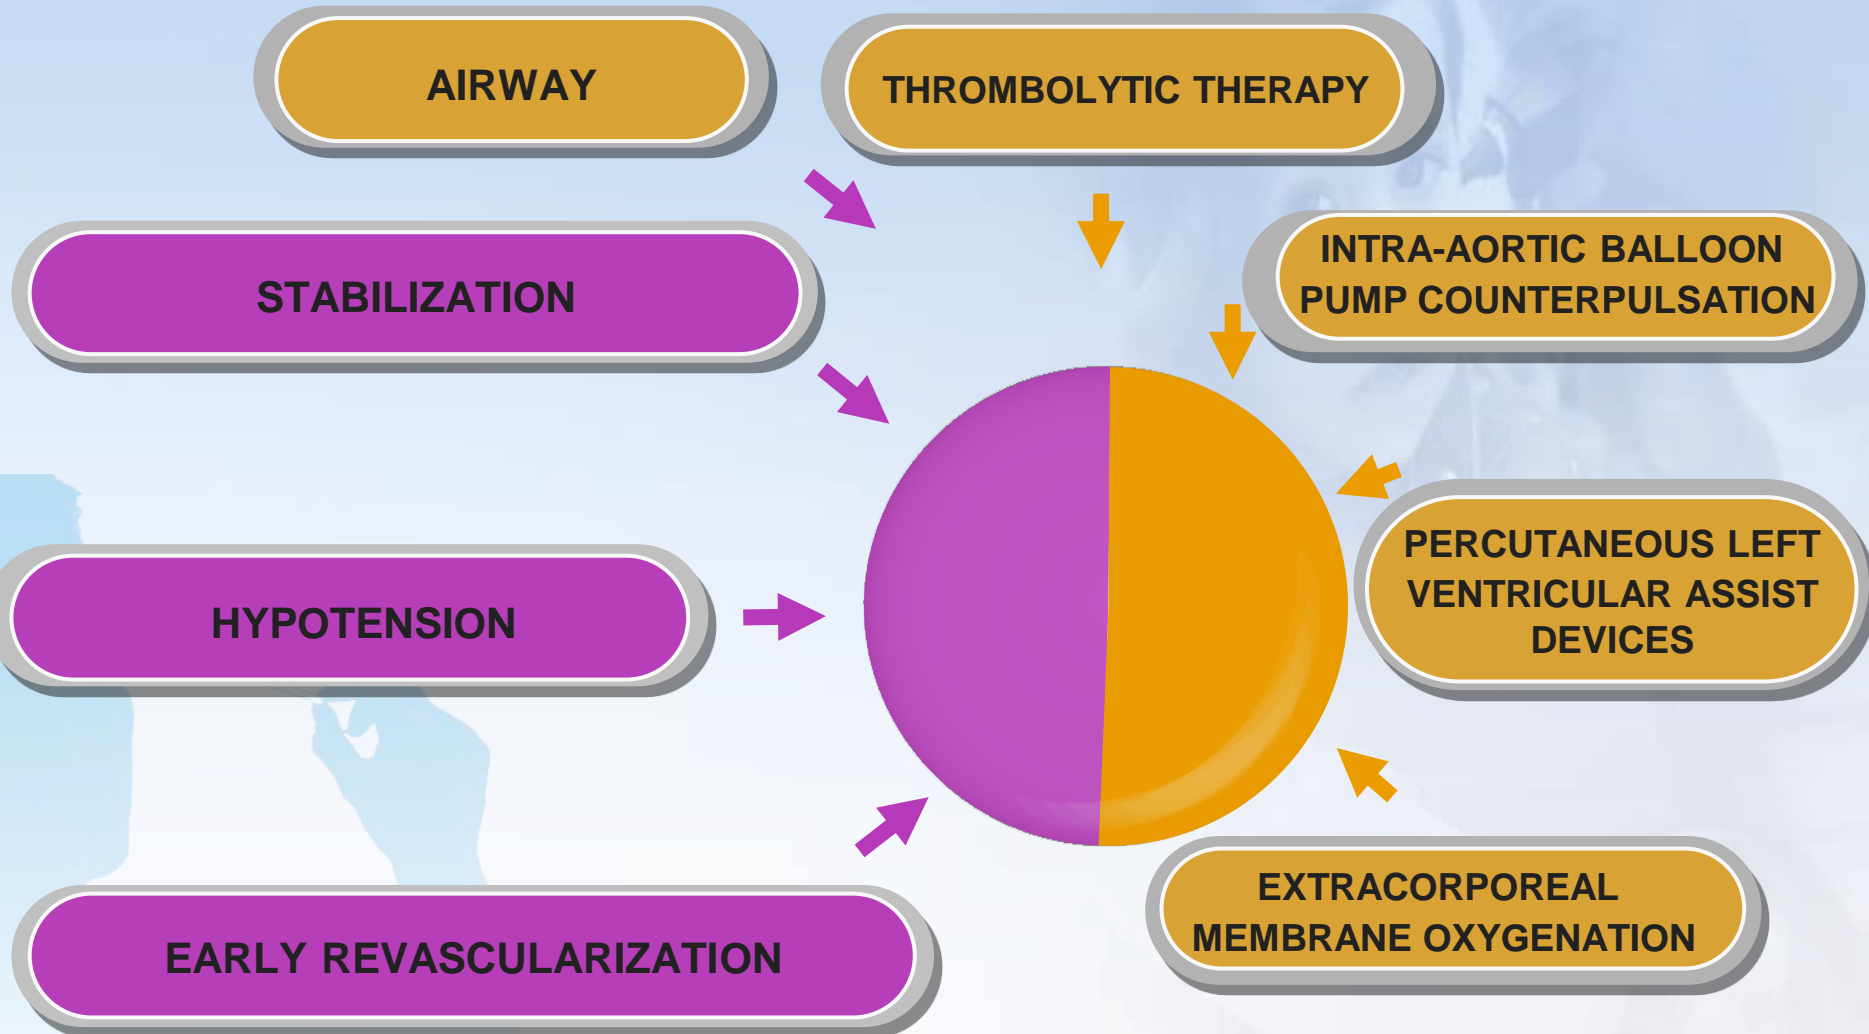 AIRWAY
THROMBOLYTIC THERAPY
STABILIZATION
INTRA-AORTIC BALLOON
PUMP COUNTERPULSATION
HYPOTENSION
PERCUTANEOUS LEFT
VENTRICULAR ASSIST
DEVICES
EARLY REVASCULARIZATION
EXTRACORPOREAL
MEMBRANE OXYGENATION